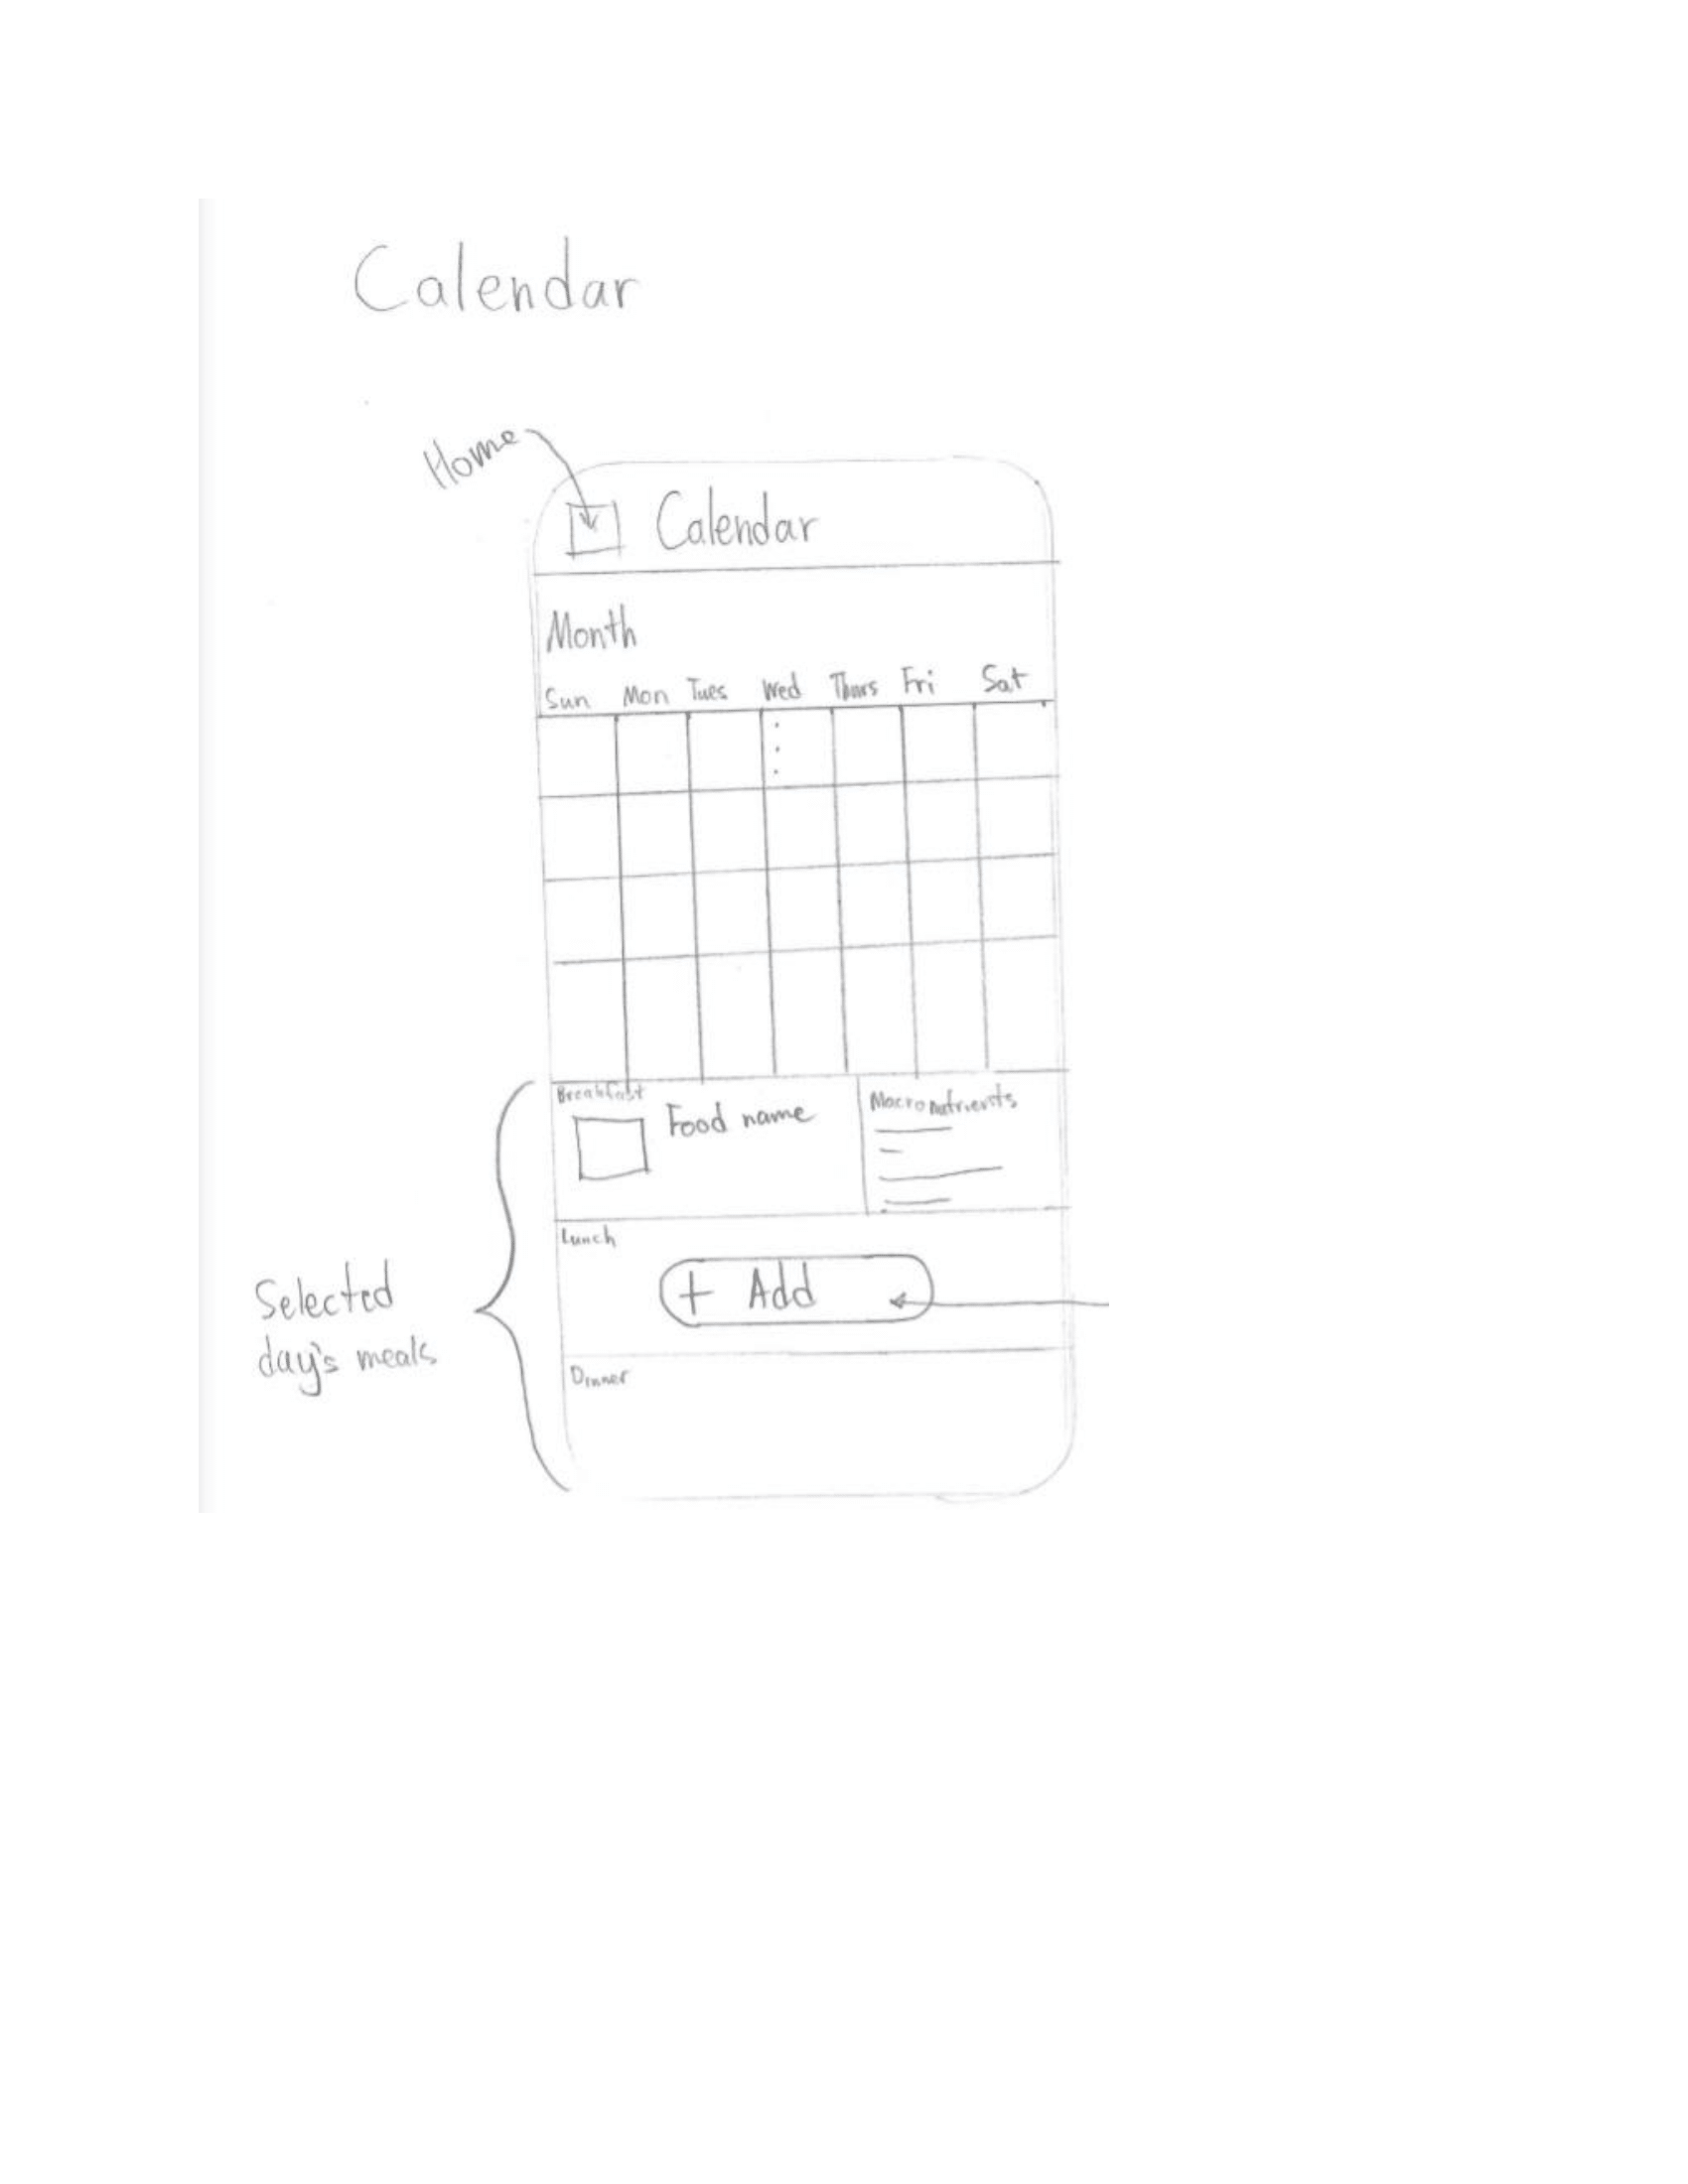 Calendar
Home
Calendar
Month
Sun Mon Tues Wed Thurs Fri Sat
Breakfast
Food name
Macronutrients
Lunch
+ Add
Selected
day's meals
Dinner